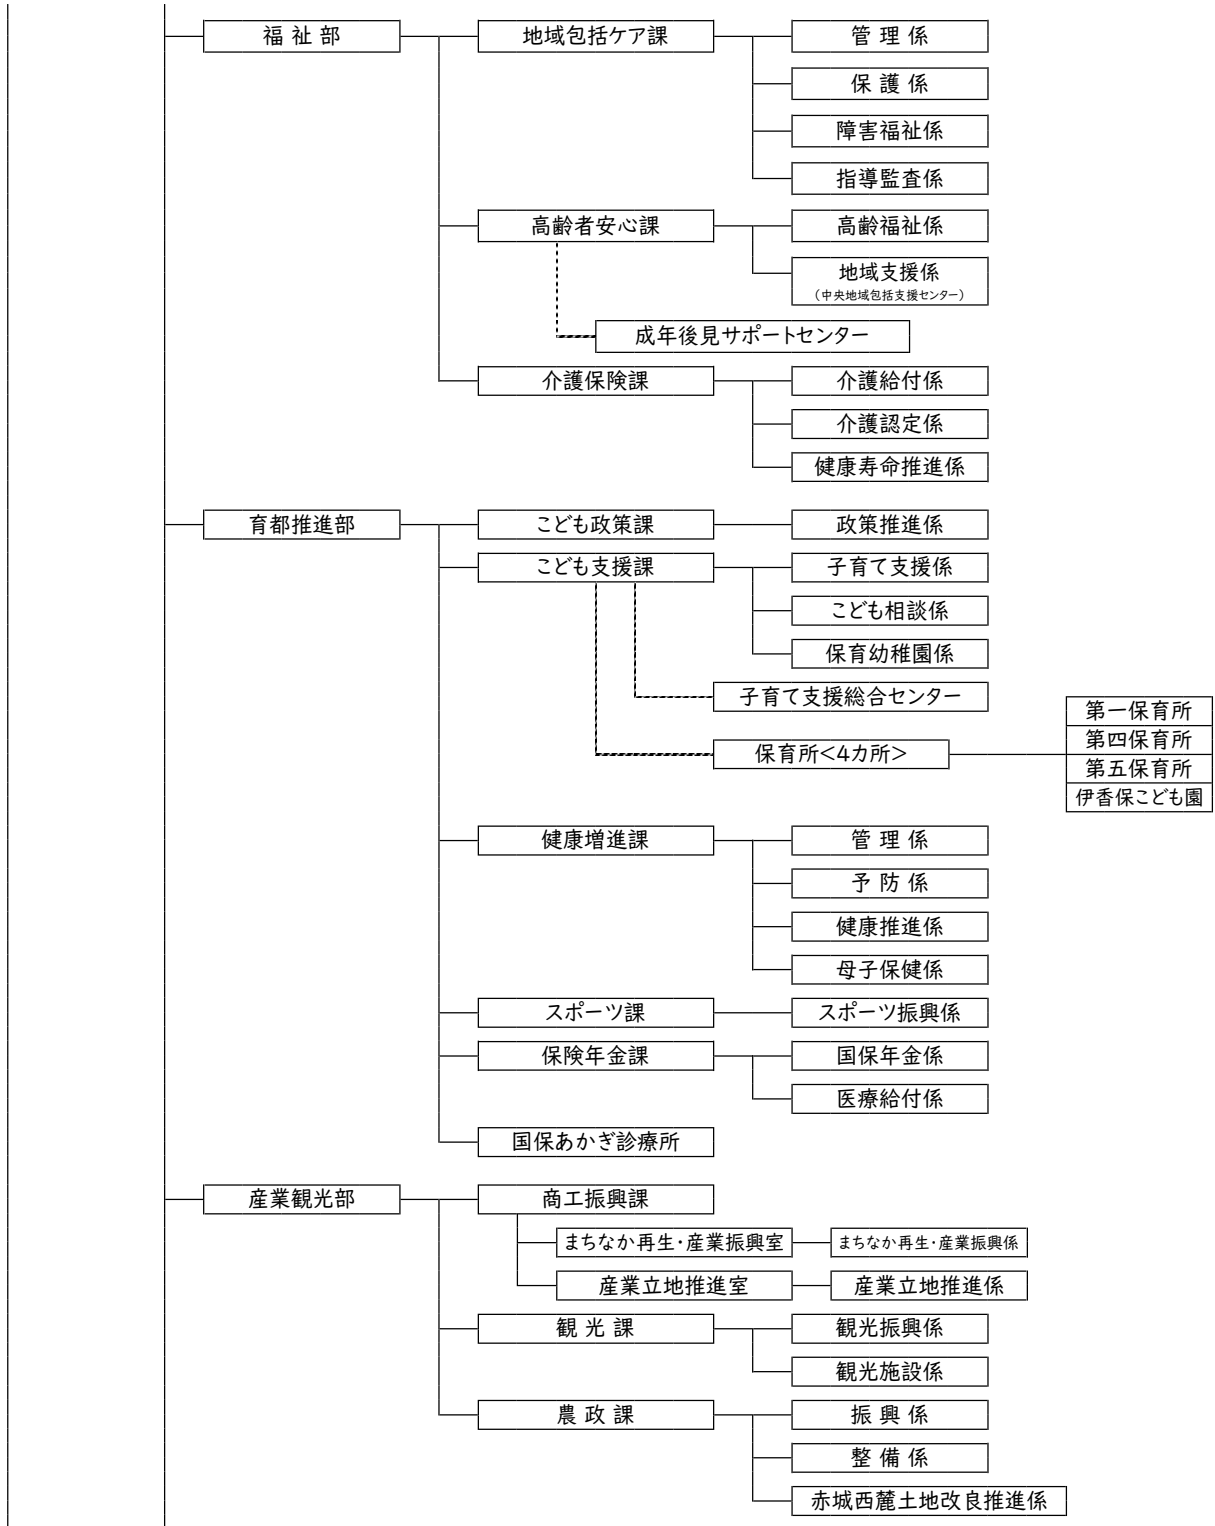 福 祉 部
地域包括ケア課
管 理 係
保 護 係
障害福祉係
指導監査係
高齢者安心課
高齢福祉係
地域支援係
（中央地域包括支援センター）
成年後見サポートセンター
介護保険課
介護給付係
介護認定係
健康寿命推進係
育都推進部
こども政策課
政策推進係
こども支援課
子育て支援係
こども相談係
保育幼稚園係
子育て支援総合センター
保育所<4カ所>
第一保育所
第四保育所
第五保育所
伊香保こども園
健康増進課
管 理 係
予 防 係
健康推進係
母子保健係
スポーツ課
スポーツ振興係
保険年金課
国保年金係
医療給付係
国保あかぎ診療所
産業観光部
商工振興課
まちなか再生・産業振興室
まちなか再生・産業振興係
産業立地推進室
産業立地推進係
観 光 課
観光振興係
観光施設係
農 政 課
振 興 係
整 備 係
赤城西麓土地改良推進係